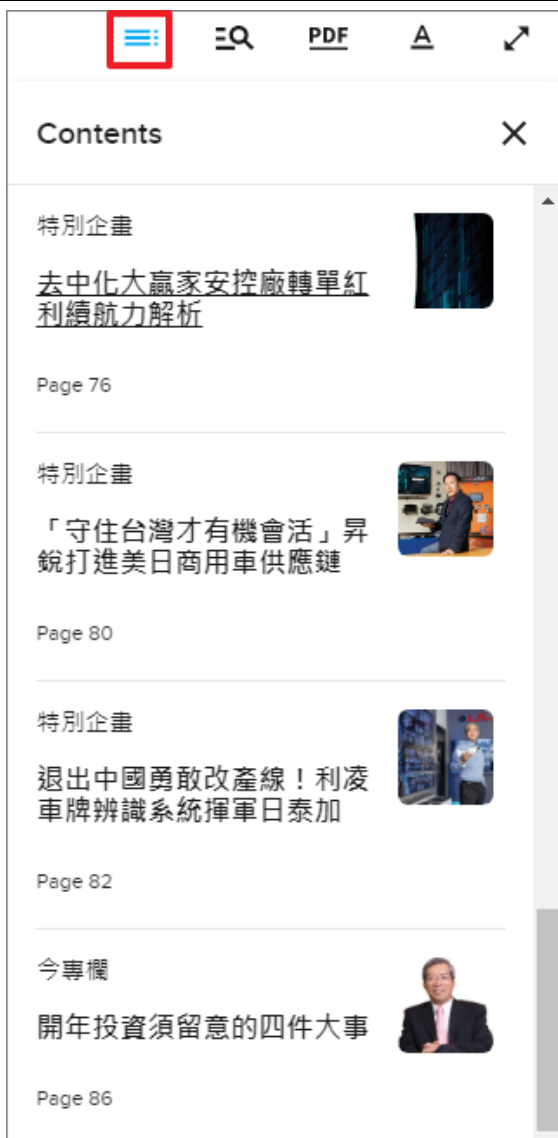 PDF
A
Contents
特別企畫
去中化大贏家安控廠轉單紅
利續航力解析
Page 76
特別企畫
「守住台灣才有機會活」昇
銳打進美日商用車供應鏈
Page 80
特別企畫
退出中國勇敢改產線！利凌
車牌辨識系統揮軍日泰加
Page 82
今專欄
開年投資須留意的四件大事
Page 86